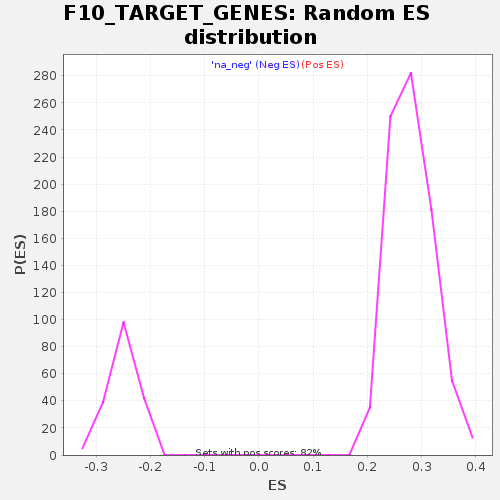 F10_TARGET_GENES: Random ES
distribution
'na_neg' (Neg ES)(Pos ES)
280
260
240
220
200
180
160
140
120
100
80
60
40
20
0
P(ES)
Sets with pos scores: 82%
-0.3 -0.2 -0.1 0.0 0.1 0.2 0.3 0.4
ES